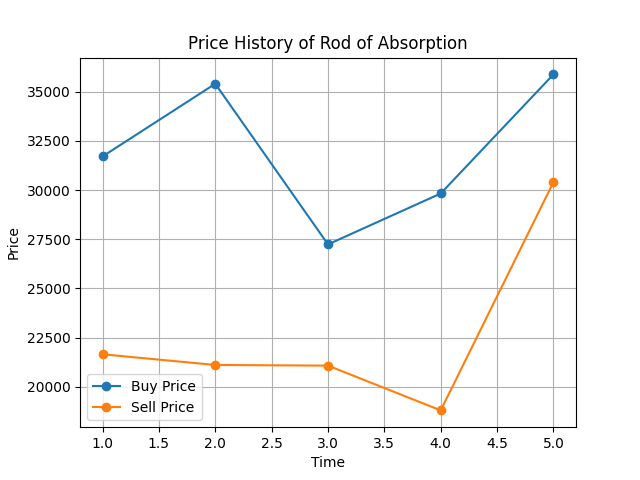 Price History of Rod of Absorption
35000
32500
30000
27500
25000
22500
20000
Price
Buy Price
Sell Price
1.0 1.5 2.0 2.5 3.0 3.5 4.0 4.5 5.0
Time